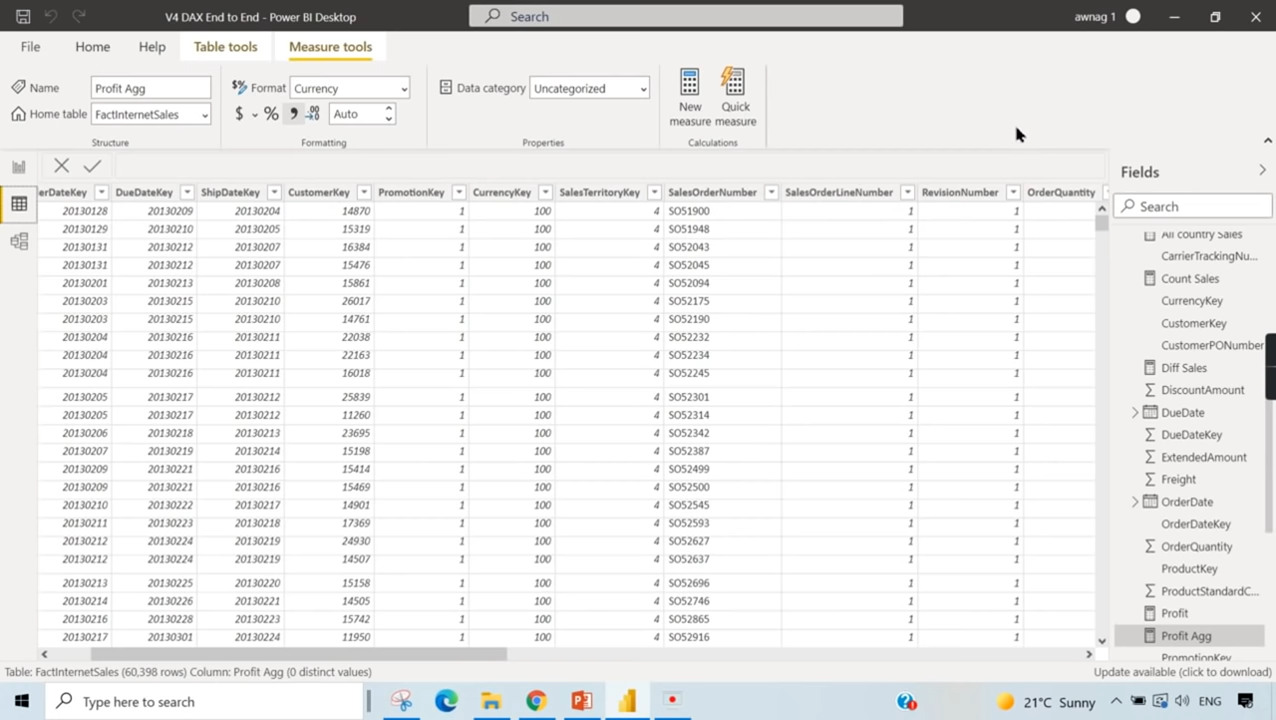 V4 DAX End to End - Power BI Desktop
Search
awnag 1
File Home Help Table tools Measure tools
Name Profit Agg
Home table FactInternetSales
Structure
Format Currency
$ % Auto
Formatting
Data category Uncategorized
Properties
New measure
Quick measure
Calculations
erDateKey DueDateKey ShipDateKey CustomerKey PromotionKey CurrencyKey SalesTerritoryKey SalesOrderNumber SalesOrderLineNumber RevisionNumber OrderQuantity
20130128 20130209 20130204 14870 1 100 4 SO51900 1 1
20130129 20130210 20130205 15319 1 100 4 SO51948 1 1
20130131 20130212 20130207 16384 1 100 4 SO52043 1 1
20130131 20130212 20130207 15476 1 100 4 SO52045 1 1
20130201 20130213 20130208 15861 1 100 4 SO52094 1 1
20130203 20130215 20130210 26017 1 100 4 SO52175 1 1
20130203 20130215 20130210 14761 1 100 4 SO52190 1 1
20130204 20130216 20130211 22038 1 100 4 SO52232 1 1
20130204 20130216 20130211 22163 1 100 4 SO52234 1 1
20130204 20130216 20130211 16018 1 100 4 SO52245 1 1
20130205 20130217 20130212 25839 1 100 4 SO52301 1 1
20130205 20130217 20130212 11260 1 100 4 SO52314 1 1
20130206 20130218 20130213 23695 1 100 4 SO52342 1 1
20130207 20130219 20130214 15198 1 100 4 SO52387 1 1
20130209 20130221 20130216 15414 1 100 4 SO52499 1 1
20130209 20130221 20130216 15469 1 100 4 SO52500 1 1
20130210 20130222 20130217 14901 1 100 4 SO52545 1 1
20130211 20130223 20130218 17369 1 100 4 SO52593 1 1
20130212 20130224 20130219 24930 1 100 4 SO52627 1 1
20130212 20130224 20130219 14507 1 100 4 SO52637 1 1
20130213 20130225 20130220 15158 1 100 4 SO52696 1 1
20130214 20130226 20130221 14505 1 100 4 SO52746 1 1
20130216 20130228 20130223 15742 1 100 4 SO52865 1 1
20130217 20130301 20130224 11950 1 100 4 SO52916 1 1
Fields
Search
All country Sales
CarrierTrackingNu...
Count Sales
CurrencyKey
CustomerKey
CustomerPONumber
Diff Sales
DiscountAmount
DueDate
DueDateKey
ExtendedAmount
Freight
OrderDate
OrderDateKey
OrderQuantity
ProductKey
ProductStandardC...
Profit
Profit Agg
PromotionKey
Table: FactInternetSales (60,398 rows) Column: Profit Agg (0 distinct values)
Update available (click to download)
Type here to search
21°C Sunny
ENG